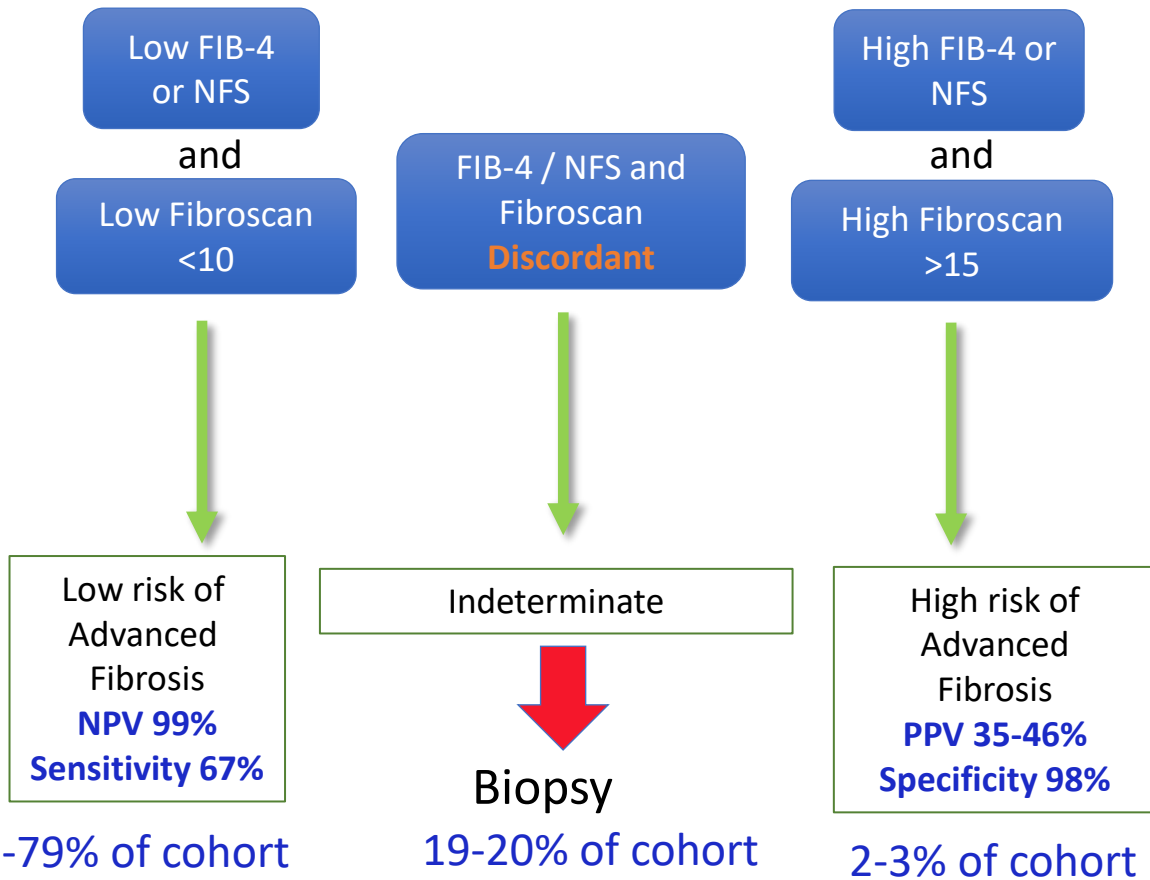 Low FIB-4
or NFS
and
Low Fibroscan
<10
FIB-4 / NFS and
Fibroscan
Discordant
High FIB-4 or
NFS
and
High Fibroscan
>15
Low risk of
Advanced
Fibrosis
NPV 99%
Sensitivity 67%
-79% of cohort
Indeterminate
Biopsy
19-20% of cohort
High risk of
Advanced
Fibrosis
PPV 35-46%
Specificity 98%
2-3% of cohort